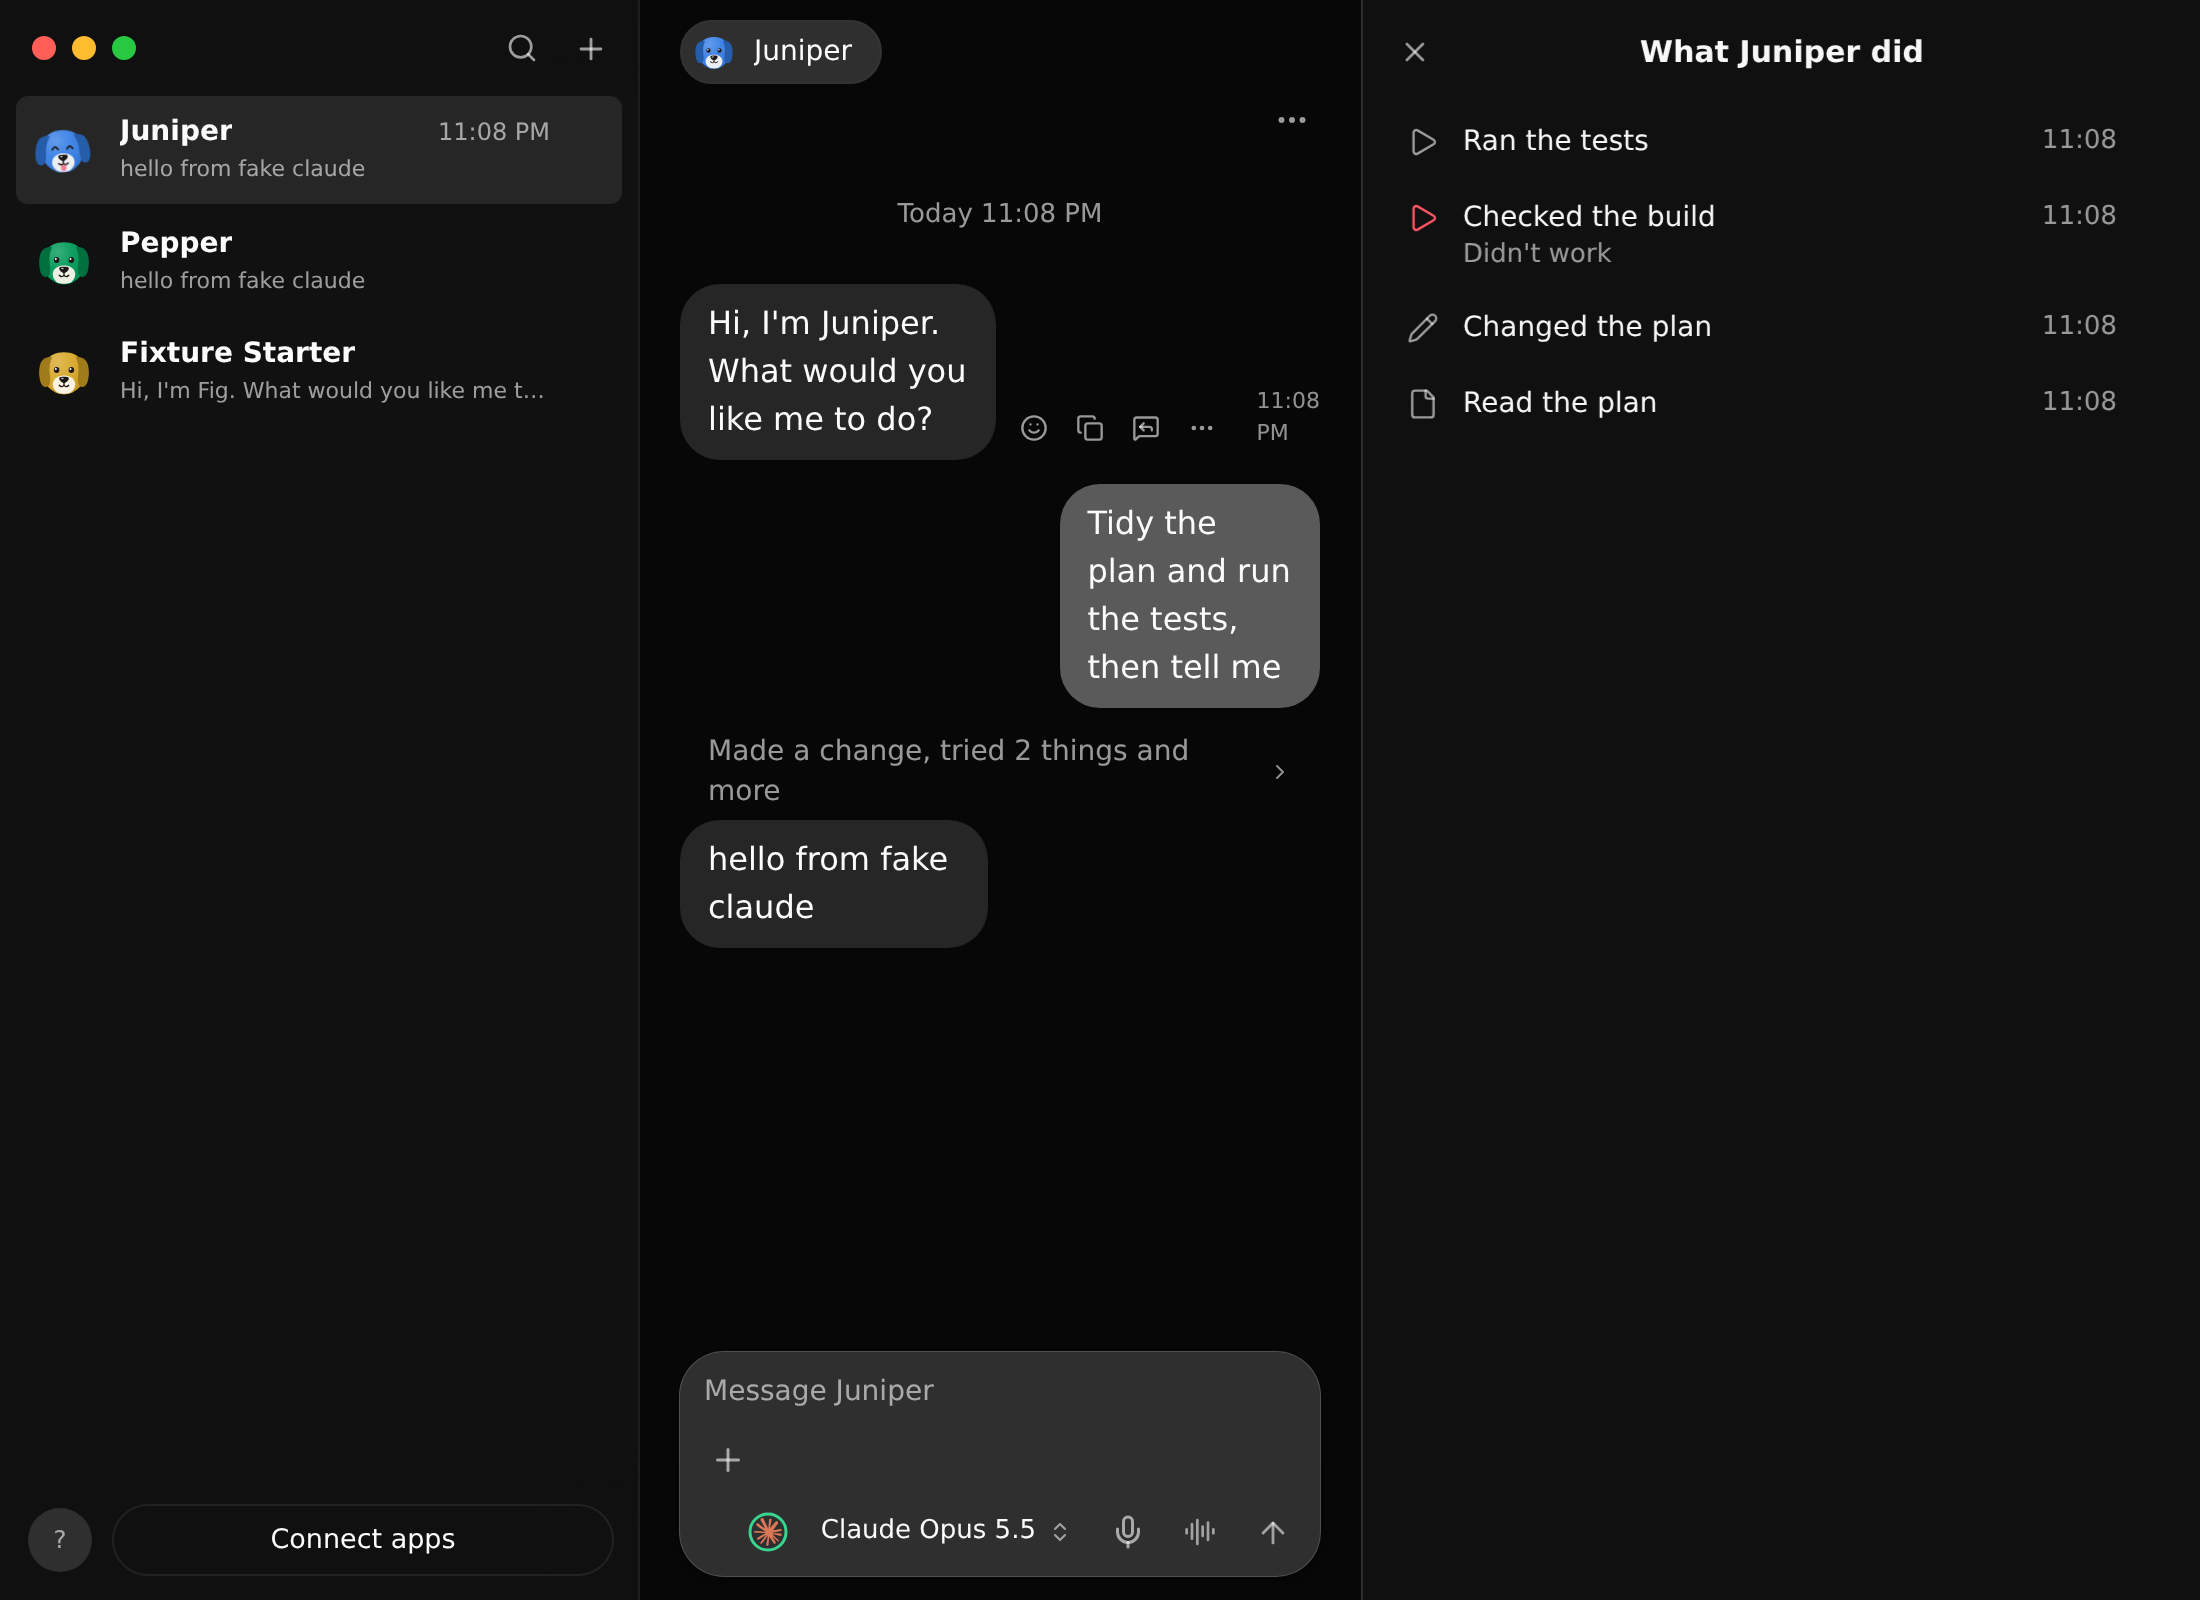 Juniper
11:08 PM
hello from fake claude
Pepper
hello from fake claude
Fixture Starter
Hi, I'm Fig. What would you like me t...
?
Connect apps
Juniper
Today 11:08 PM
Hi, I'm Juniper.
What would you
like me to do?
11:08
PM
Tidy the
plan and run
the tests,
then tell me
Made a change, tried 2 things and
more
hello from fake
claude
Message Juniper
Claude Opus 5.5
What Juniper did
Ran the tests
11:08
Checked the build
11:08
Didn't work
Changed the plan
11:08
Read the plan
11:08